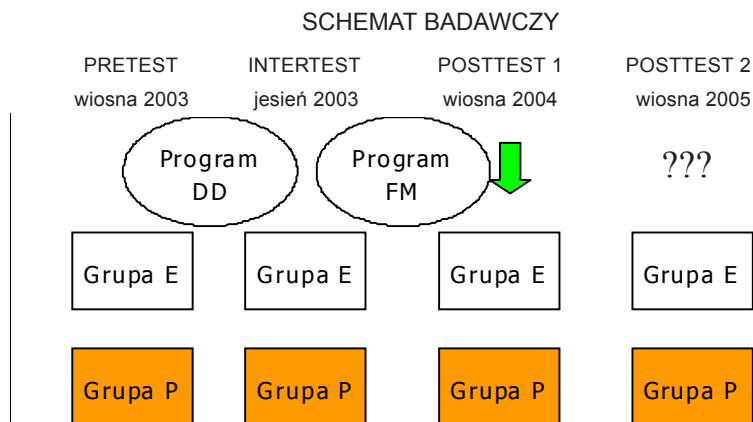 SCHEMAT BADAWCZY
PRETEST INTERTEST POSTTEST 1 POSTTEST 2
wiosna 2003 jesień 2003 wiosna 2004 wiosna 2005
Program DD Program FM ???
Grupa E Grupa E Grupa E Grupa E
Grupa P Grupa P Grupa P Grupa P